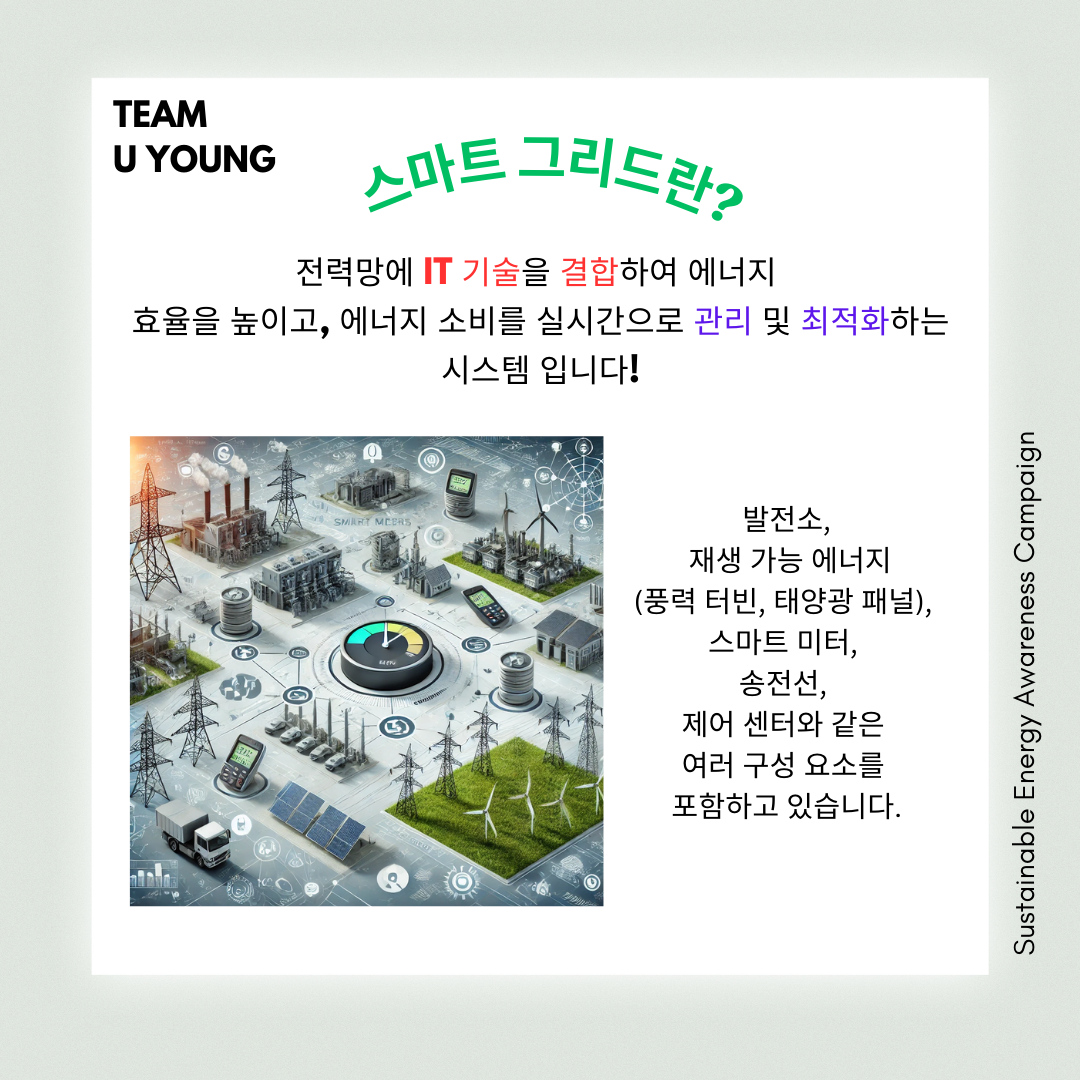 TEAM
U YOUNG
스마트 그리드란?
전력망에 IT 기술을 결합하여 에너지
효율을 높이고, 에너지 소비를 실시간으로 관리 및 최적화하는
시스템 입니다!
SMART
발전소,
재생 가능 에너지
(풍력 터빈, 태양광 패널),
스마트 미터,
송전선,
제어 센터와 같은
여러 구성 요소를
포함하고 있습니다.
Sustainable Energy Awareness Campaign